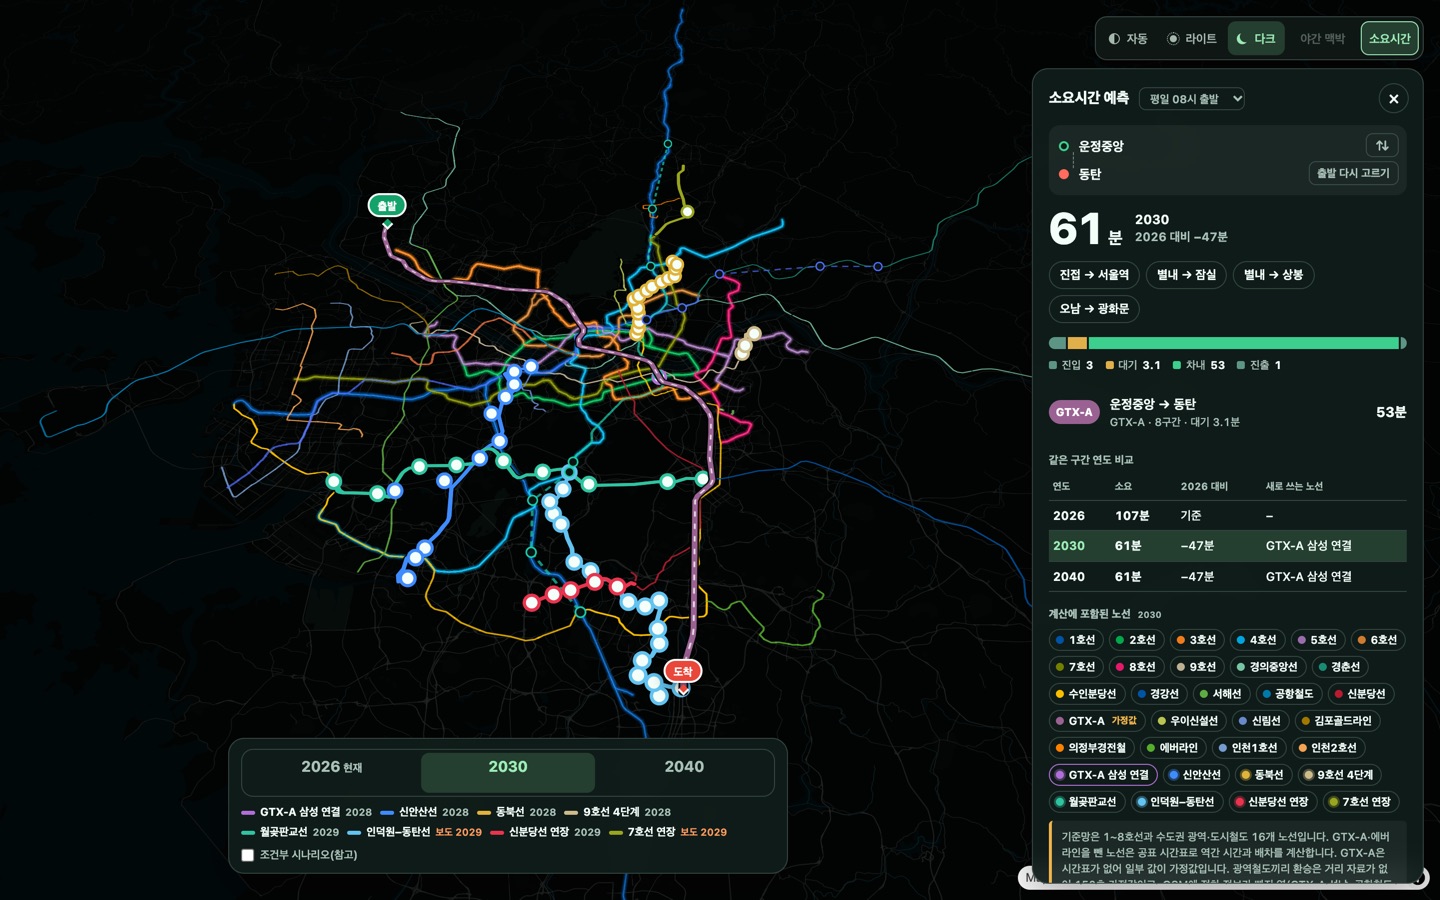 자동 라이트 다크 야간 맥박 소요시간
소요시간 예측 평일 08시 출발
운정중앙
동탄 출발 다시 고르기
61분 2030
2026 대비 −47분
진접 → 서울역 별내 → 잠실 별내 → 상봉
오남 → 광화문
진입 3 대기 3.1 차내 53 진출 1
GTX-A 운정중앙 → 동탄 53분
GTX-A · 8구간 · 대기 3.1분
같은 구간 연도 비교
연도 소요 2026 대비 새로 쓰는 노선
2026 107분 기준 –
2030 61분 −47분 GTX-A 삼성 연결
2040 61분 −47분 GTX-A 삼성 연결
계산에 포함된 노선 2030
1호선 2호선 3호선 4호선 5호선 6호선
7호선 8호선 9호선 경의중앙선 경춘선
수인분당선 경강선 서해선 공항철도 신분당선
GTX-A 가정값 우이신설선 신림선 김포골드라인
의정부경전철 에버라인 인천1호선 인천2호선
GTX-A 삼성 연결 신안산선 동북선 9호선 4단계
월곶판교선 인덕원–동탄선 신분당선 연장 7호선 연장
기준망은 1~8호선과 수도권 광역·도시철도 16개 노선입니다. GTX-A·에버
라인을 뺀 노선은 공표 시간표로 역간 시간과 배차를 계산합니다. GTX-A은
시간표가 없어 일부 값이 가정값입니다. 광역철도끼리 환승은 거리 자료가 없
출발
도착
2026 현재 2030 2040
GTX-A 삼성 연결 2028 신안산선 2028 동북선 2028 9호선 4단계 2028
월곶판교선 2029 인덕원–동탄선 보도 2029 신분당선 연장 2029 7호선 연장 보도 2029
조건부 시나리오(참고)